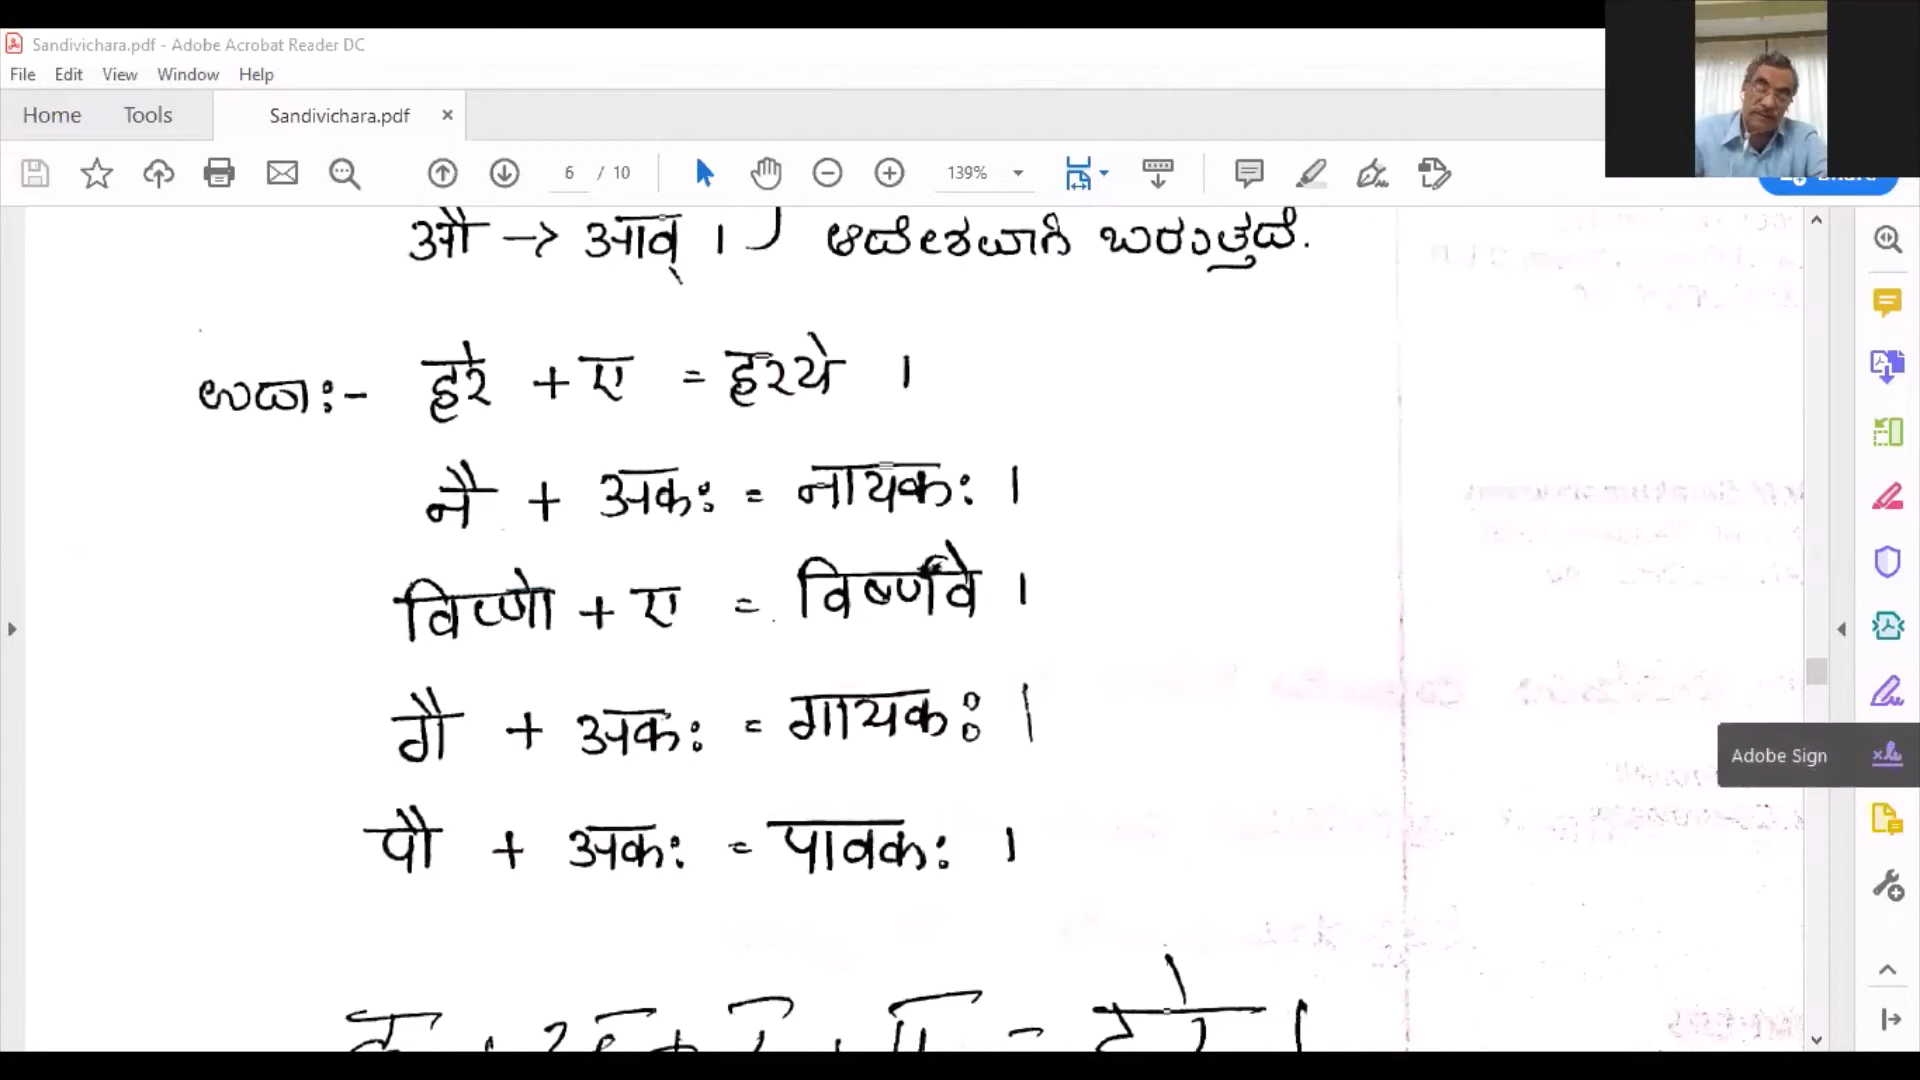 Sandivichara.pdf - Adobe Acrobat Reader DC
File Edit View Window Help
Home Tools Sandivichara.pdf ×
6 / 10 139%
औ → आव् । ಆದೇಶವಾಗಿ ಬರುತ್ತದೆ.
ಉದಾ:- हरे + ए = हरये ।
नै + अकः = नायकः ।
विष्णो + ए = विष्णवे ।
गै + अकः = गायकः ।
पौ + अकः = पावकः ।
Adobe Sign